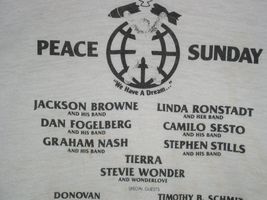 PEACE SUNDAY
"We Have A Dream..."
JACKSON BROWNE LINDA RONSTADT
AND HIS BAND AND HER BAND
DAN FOGELBERG CAMILO SESTO
AND HIS BAND AND HIS BAND
GRAHAM NASH STEPHEN STILLS
AND HIS BAND AND HIS BAND
TIERRA
STEVIE WONDER
AND WONDERLOVE
SPECIAL GUESTS
DONOVAN TIMOTHY B. SCHMIT